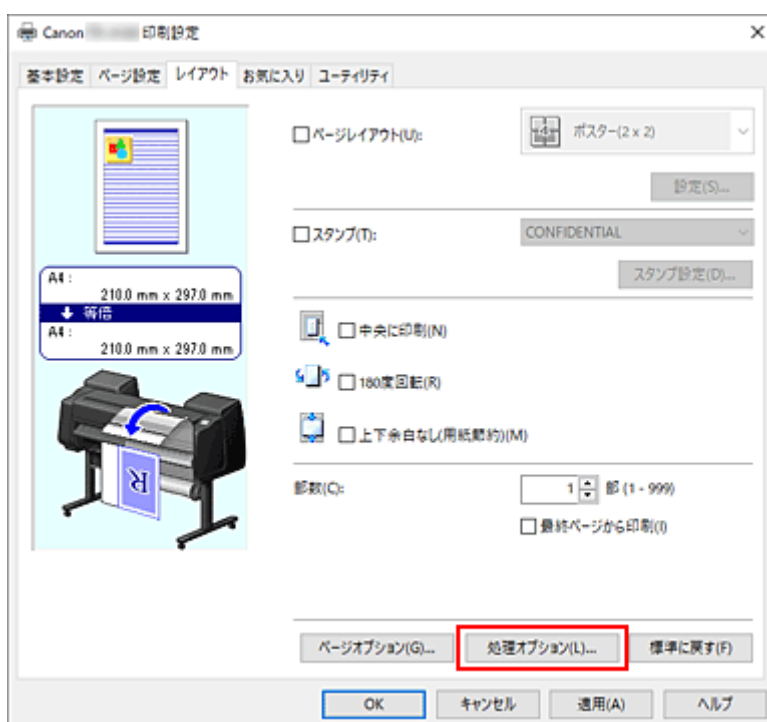 Canon 印刷設定
基本設定 ページ設定 レイアウト お気に入り ユーティリティ
ページレイアウト(U):
ポスター(2 x 2)
設定(S)...
スタンプ(T):
CONFIDENTIAL
スタンプ設定(D)...
A4 :
210.0 mm x 297.0 mm
等倍
A4 :
210.0 mm x 297.0 mm
中央に印刷(N)
180度回転(R)
上下余白なし(用紙節約)(M)
R
部数(C):
1 部 (1 - 999)
最終ページから印刷(I)
ページオプション(G)... 処理オプション(L)... 標準に戻す(F)
OK キャンセル 適用(A) ヘルプ